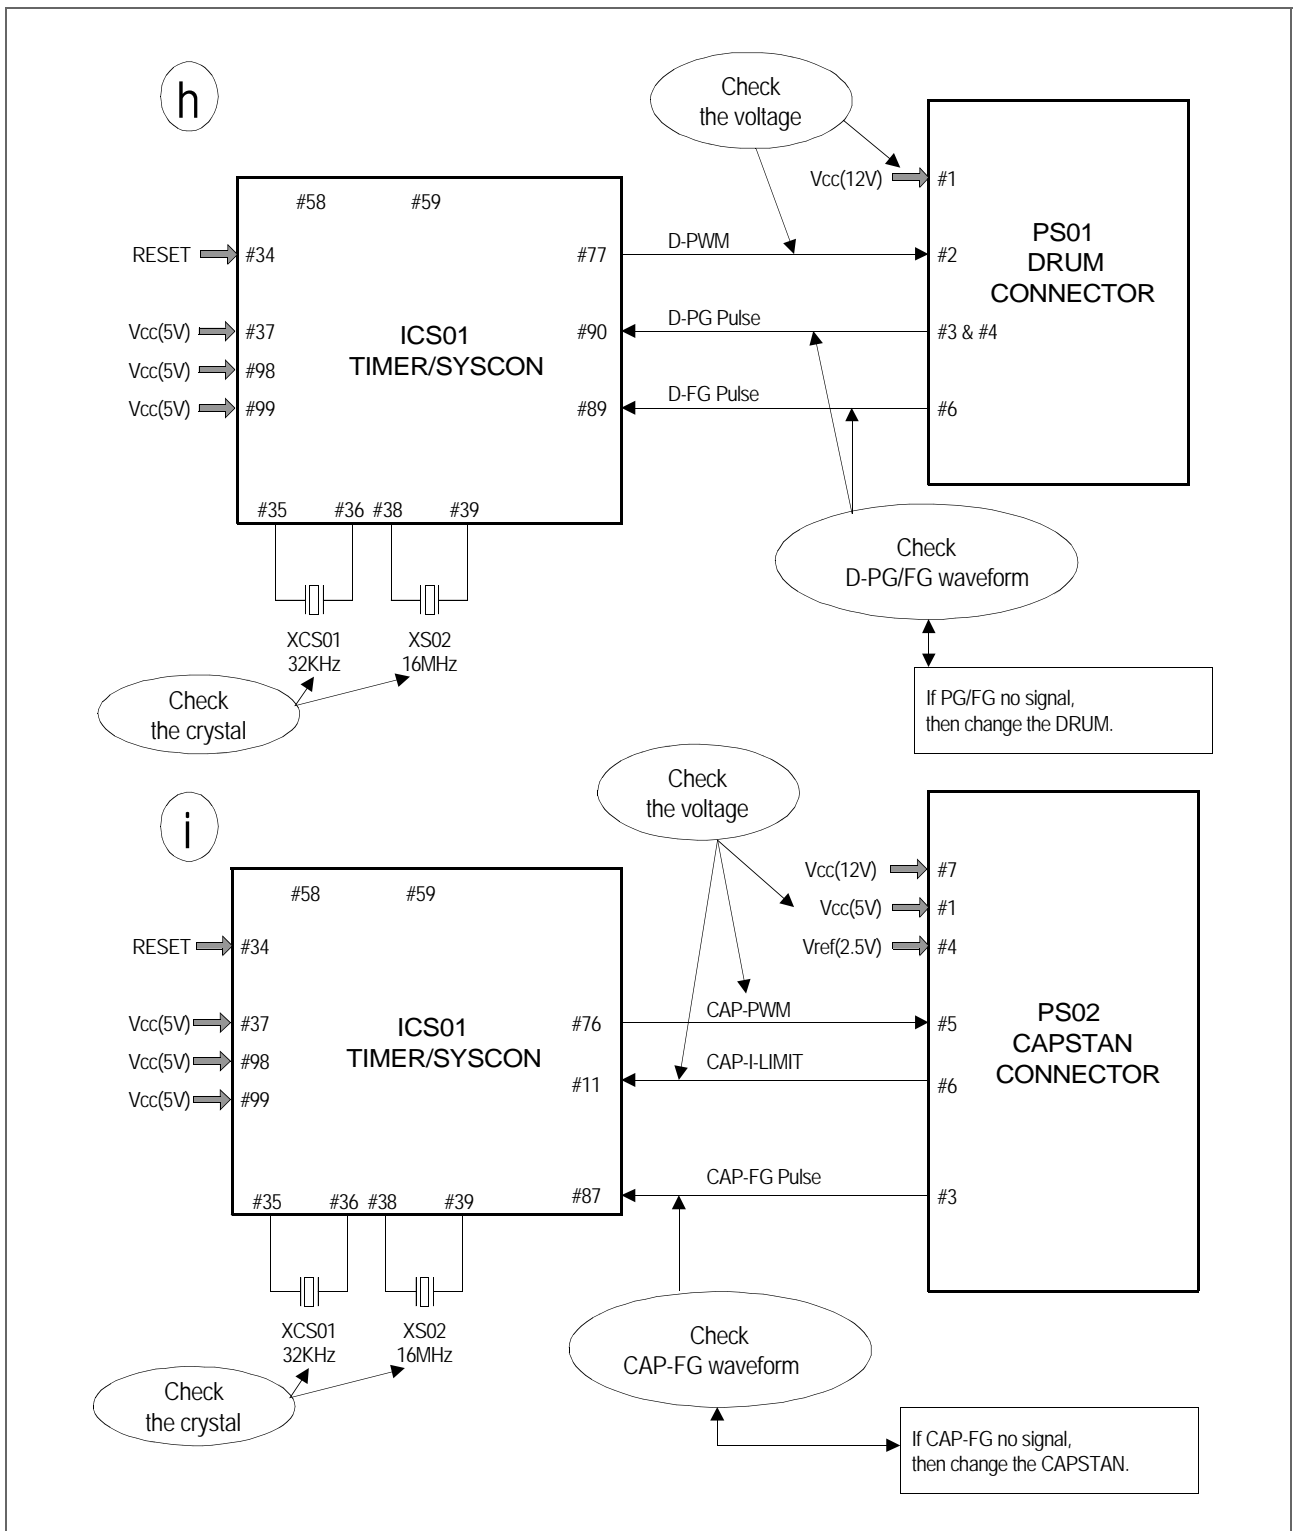 h
Check
the voltage
Vcc(12V) #1
#58 #59
PS01
DRUM
CONNECTOR
RESET #34
#77 D-PWM #2
Vcc(5V) #37
#90 D-PG Pulse #3 & #4
ICS01
TIMER/SYSCON
Vcc(5V) #98
Vcc(5V) #99
#89 D-FG Pulse #6
#35 #36 #38 #39
Check
D-PG/FG waveform
XCS01
32KHz
XS02
16MHz
Check
the crystal
If PG/FG no signal,
then change the DRUM.
i
Check
the voltage
Vcc(12V) #7
#58 #59
Vcc(5V) #1
RESET #34
Vref(2.5V) #4
Vcc(5V) #37
#76 CAP-PWM #5
ICS01
TIMER/SYSCON
PS02
CAPSTAN
CONNECTOR
Vcc(5V) #98
#11 CAP-I-LIMIT #6
Vcc(5V) #99
#87 CAP-FG Pulse #3
#35 #36 #38 #39
XCS01
32KHz
XS02
16MHz
Check
CAP-FG waveform
Check
the crystal
If CAP-FG no signal,
then change the CAPSTAN.